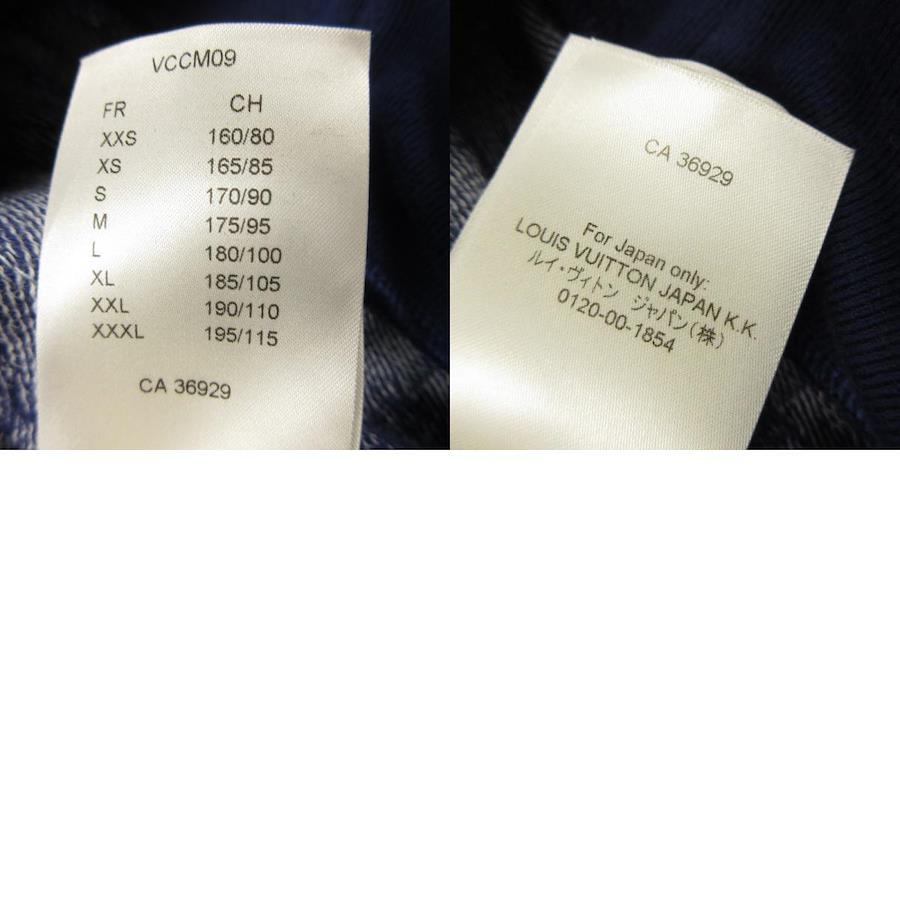 VCCM09
FR CH
XXS 160/80
XS 165/85
S 170/90
M 175/95
L 180/100
XL 185/105
XXL 190/110
XXXL 195/115
CA 36929
CA 36929
For Japan only:
LOUIS VUITTON JAPAN K.K.
ルイ・ヴィトン ジャパン(株)
0120-00-1854